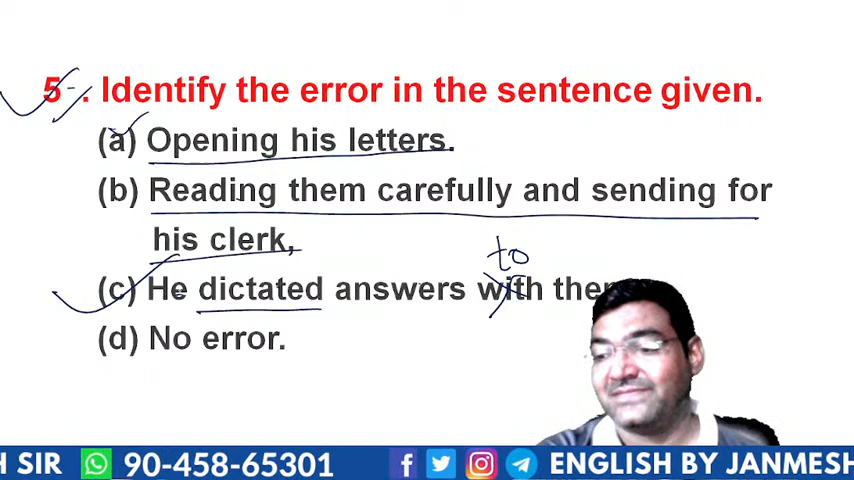 5-. Identify the error in the sentence given.
(a) Opening his letters.
(b) Reading them carefully and sending for
his clerk,
to
(c) He dictated answers with
(d) No error.
H SIR 90-458-65301 ENGLISH BY JANMESH